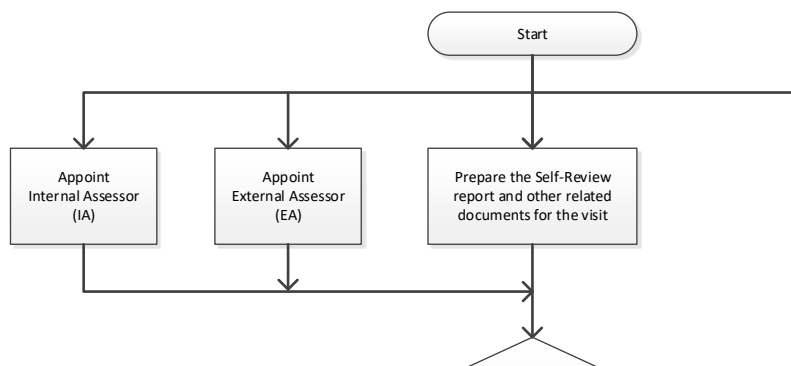 Start
Appoint
Internal Assessor
(IA)
Appoint
External Assessor
(EA)
Prepare the Self-Review
report and other related
documents for the visit